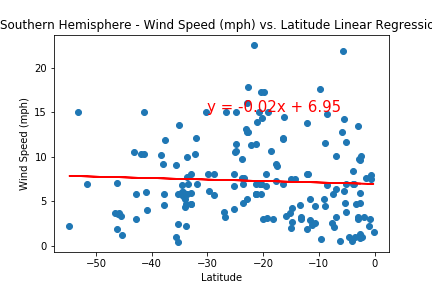 Southern Hemisphere - Wind Speed (mph) vs. Latitude Linear Regressio
20
15
10
5
0
Wind Speed (mph)
y = -0.02x + 6.95
−50
−40
−30
−20
−10
0
Latitude